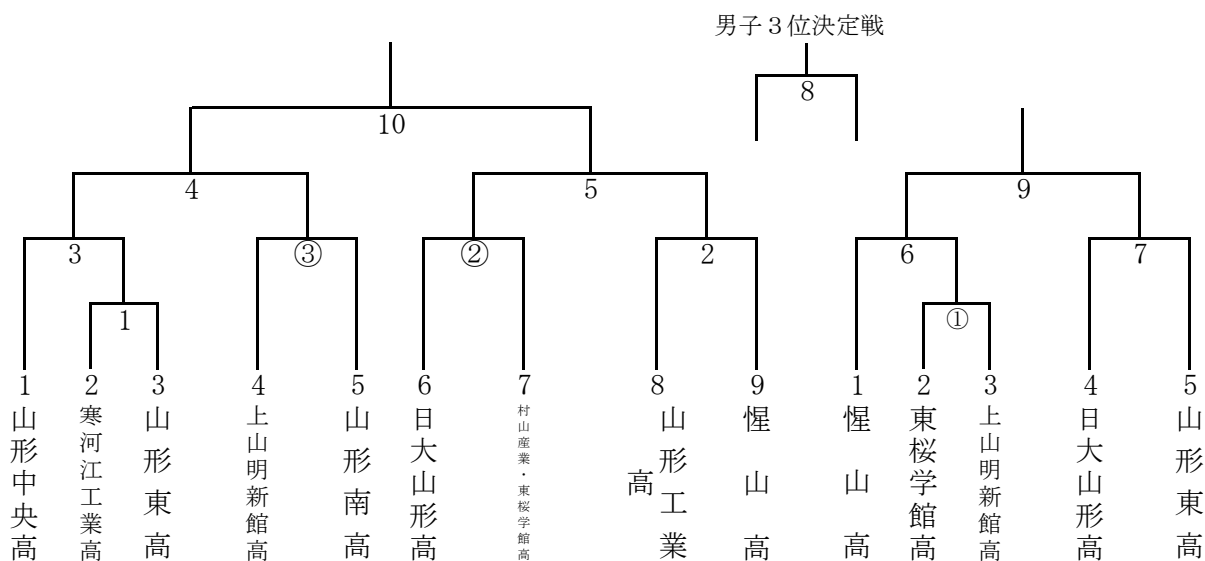 男子３位決定戦
8
10
4
5
9
3
③
②
2
6
7
1
①
1
2
3
4
5
6
7
8
9
1
2
3
4
5
山形中央高
寒河江工業高
山形東高
上山明新館高
山形南高
日大山形高
村山産業・東桜学館高
山形工業
高
惺山高
惺山高
東桜学館高
上山明新館高
日大山形高
山形東高